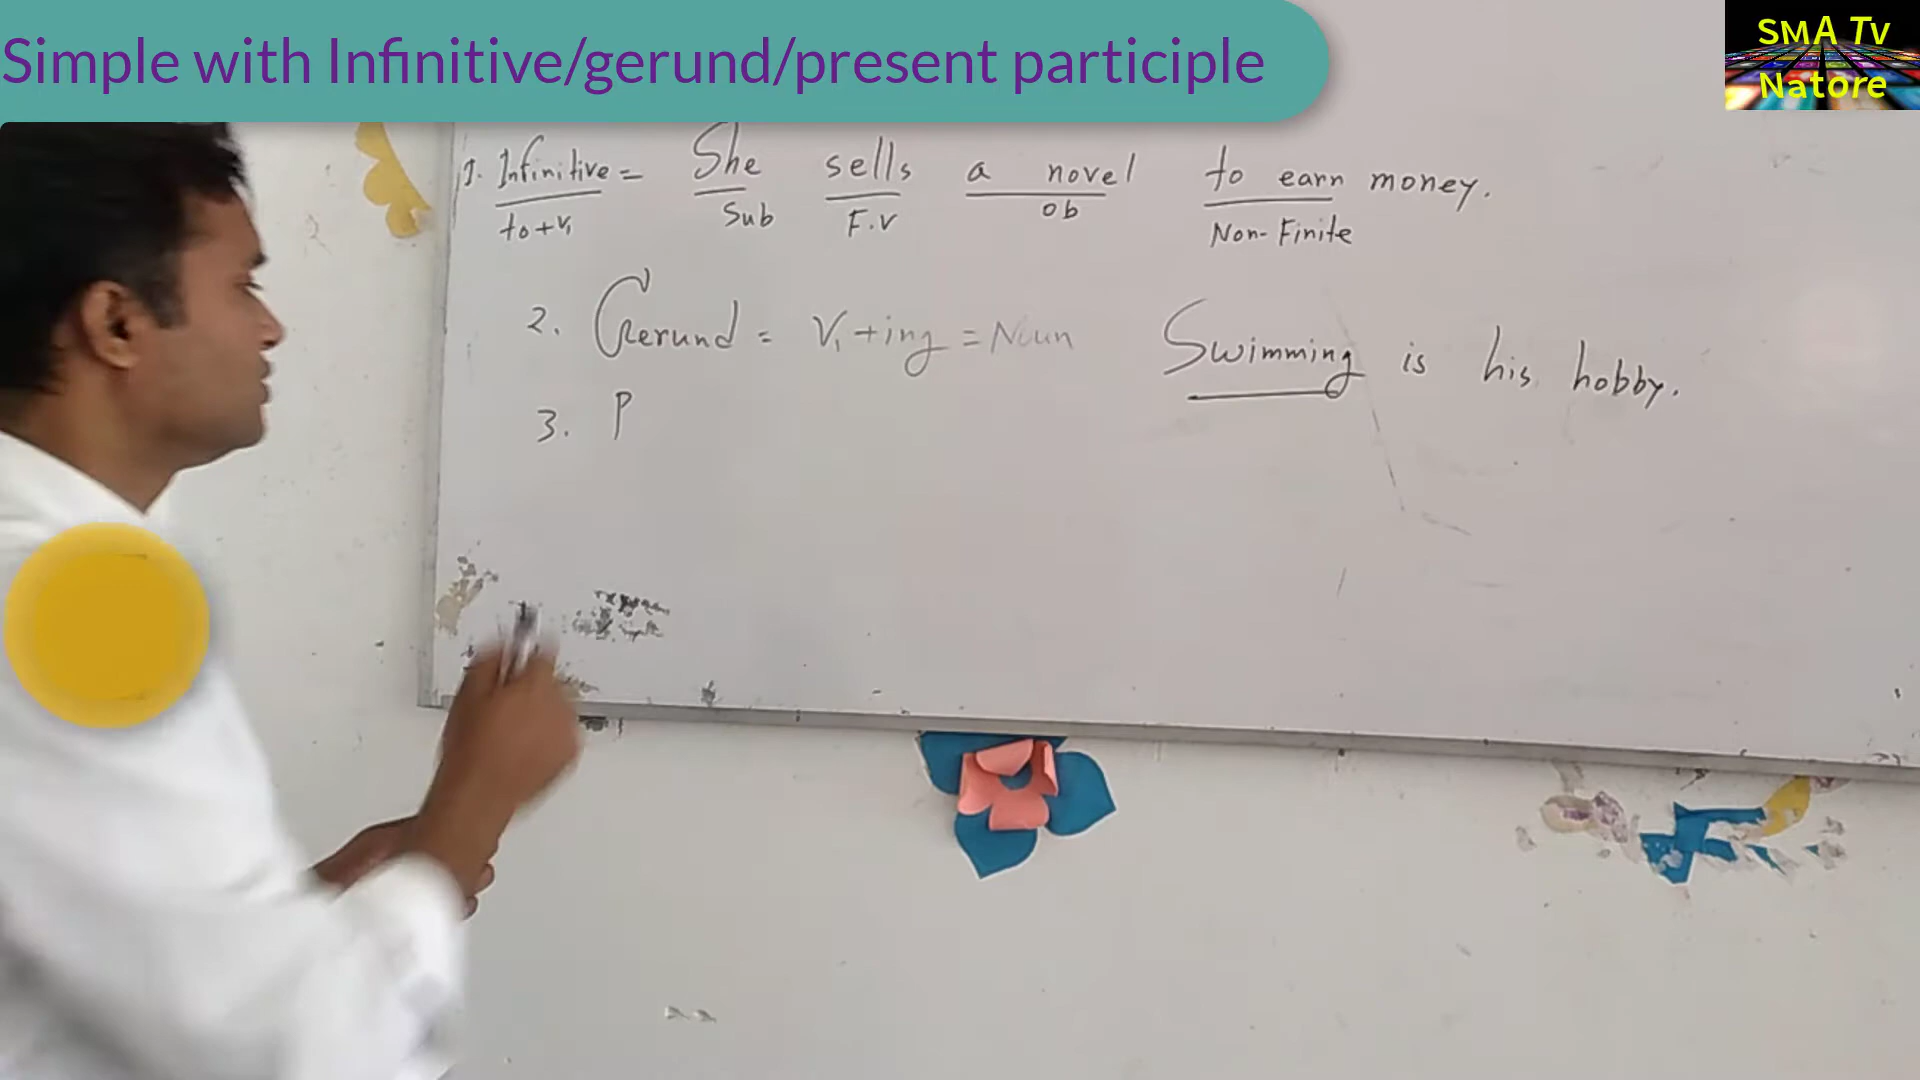 Simple with Infinitive/gerund/present participle
SMA Tv
Natore
1. Infinitive = She sells a novel to earn money.
to+V1 Sub F.V Ob Non-Finite
2. Gerund = V1+ing = Noun Swimming is his hobby.
3. P